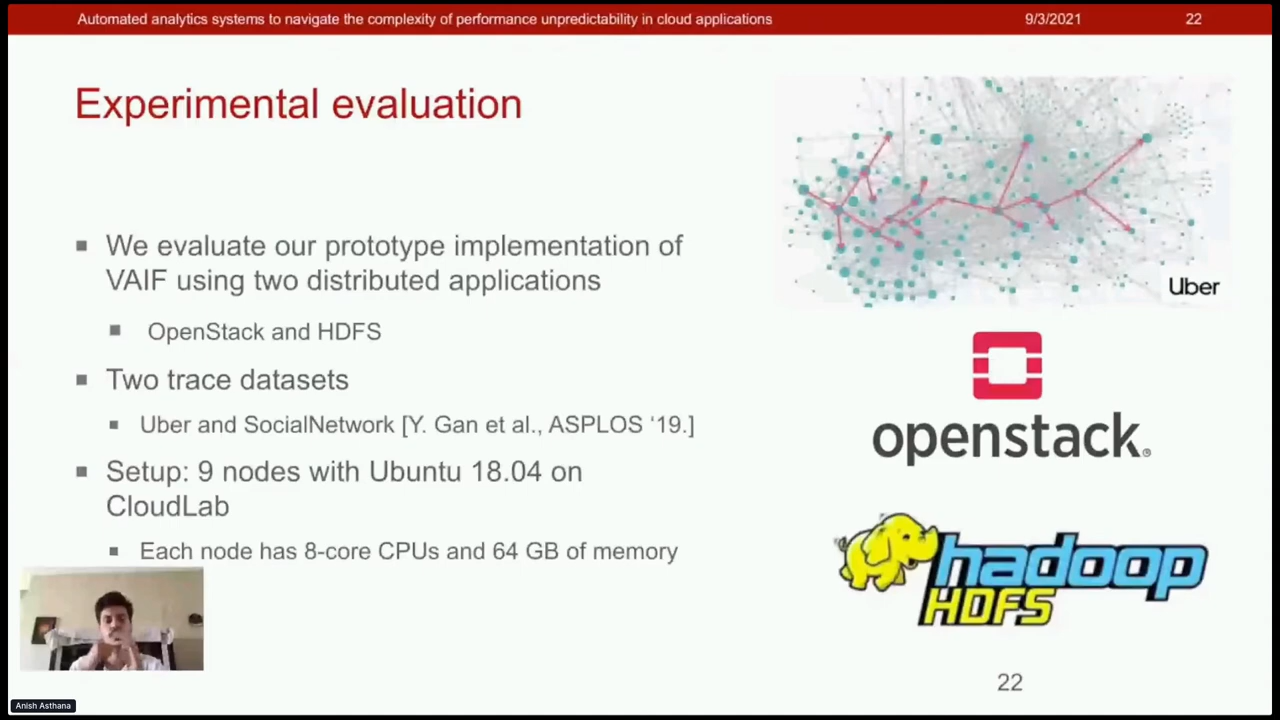 Automated analytics systems to navigate the complexity of performance unpredictability in cloud applications
9/3/2021
22
Experimental evaluation
We evaluate our prototype implementation of
VAIF using two distributed applications
OpenStack and HDFS
Two trace datasets
Uber and SocialNetwork [Y. Gan et al., ASPLOS ‘19.]
Setup: 9 nodes with Ubuntu 18.04 on
CloudLab
Each node has 8-core CPUs and 64 GB of memory
Uber
openstack®
hadoop
HDFS
22
Anish Asthana